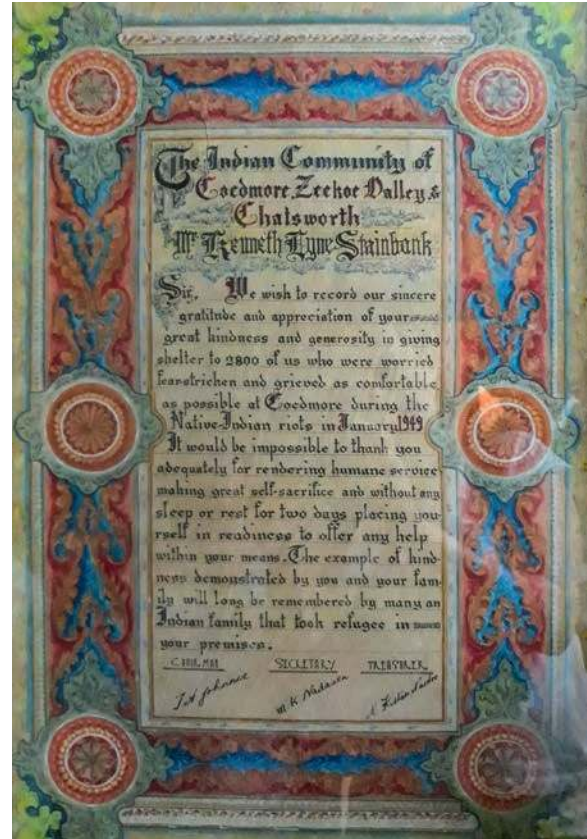 The Indian Community of
Coedmore, Zeekoe Valley &
Chatsworth
Mr Kenneth Lyne Stainbank
Sir, We wish to record our sincere
gratitude and appreciation of your
great kindness and generosity in giving
shelter to 2800 of us who were worried
fear-strichen and grieved as comfortable
as possible at Coedmore during the
Native-Indian riots in January 1949
It would be impossible to thank you
adequately for rendering humane service
making great self-sacrifice and without any
sleep or rest for two days placing you-
rself in readiness to offer any help
within your means. The example of kind-
ness demonstrated by you and your fam-
ily will long be remembered by many an
Indian family that took refugee in
your premises.
CHAIRMAN SECRETARY TREASURER